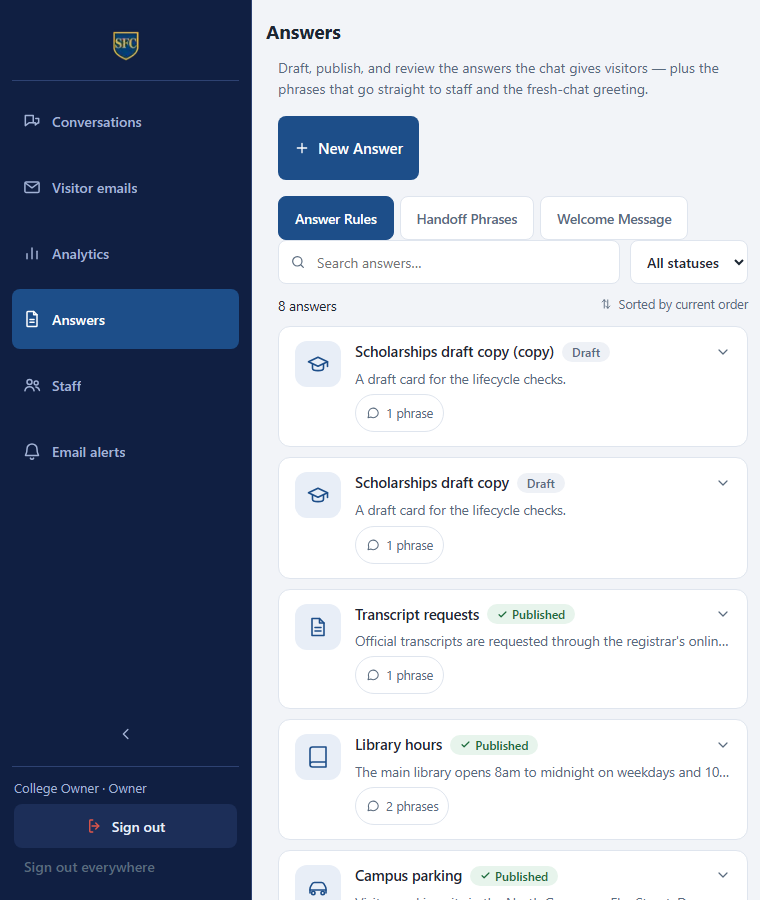 SFC
Conversations
Visitor emails
Analytics
Answers
Staff
Email alerts
College Owner · Owner
Sign out
Sign out everywhere
Answers
Draft, publish, and review the answers the chat gives visitors — plus the
phrases that go straight to staff and the fresh-chat greeting.
+ New Answer
Answer Rules
Handoff Phrases
Welcome Message
Search answers...
All statuses
8 answers
Sorted by current order
Scholarships draft copy (copy) Draft
A draft card for the lifecycle checks.
1 phrase
Scholarships draft copy Draft
A draft card for the lifecycle checks.
1 phrase
Transcript requests Published
Official transcripts are requested through the registrar's onlin...
1 phrase
Library hours Published
The main library opens 8am to midnight on weekdays and 10...
2 phrases
Campus parking Published